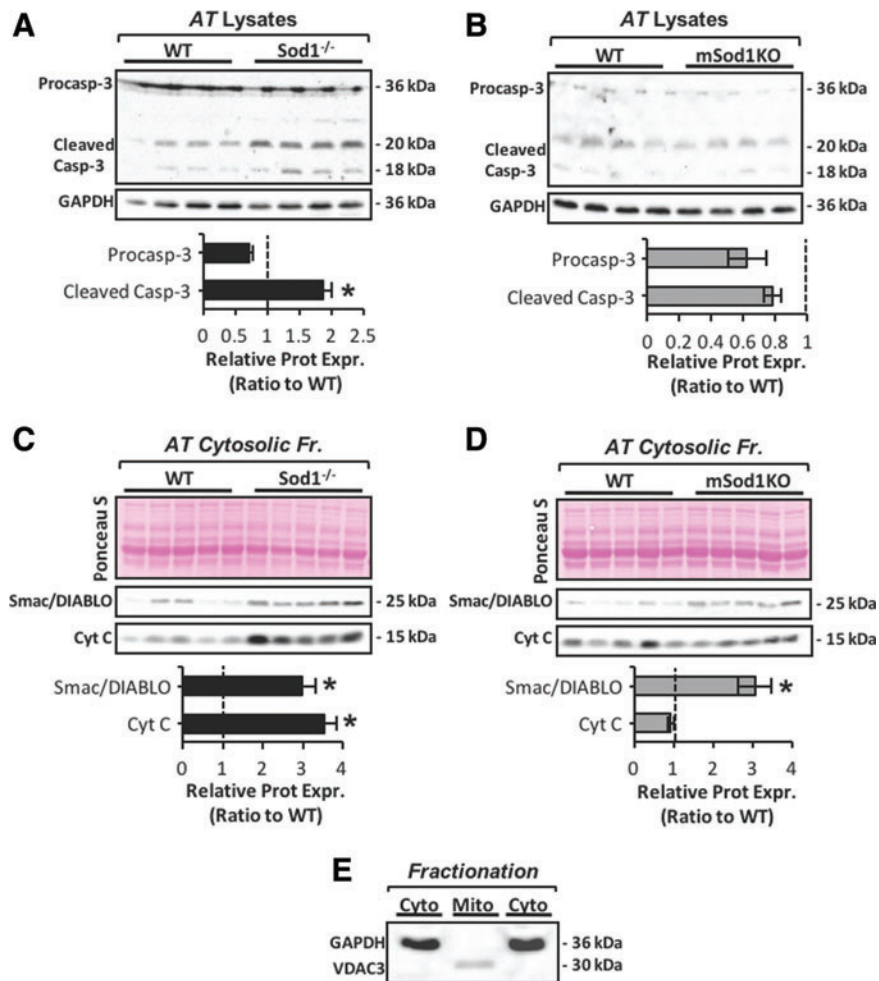 A
AT Lysates
WT Sod1-/-
Procasp-3 - 36 kDa
Cleaved - 20 kDa
Casp-3 - 18 kDa
GAPDH - 36 kDa
Procasp-3
Cleaved Casp-3 *
0 0.5 1 1.5 2 2.5
Relative Prot Expr.
(Ratio to WT)
B
AT Lysates
WT mSod1KO
Procasp-3 - 36 kDa
Cleaved - 20 kDa
Casp-3 - 18 kDa
GAPDH - 36 kDa
Procasp-3
Cleaved Casp-3
0 0.2 0.4 0.6 0.8 1
Relative Prot Expr.
(Ratio to WT)
C
AT Cytosolic Fr.
WT Sod1-/-
Ponceau S
Smac/DIABLO - 25 kDa
Cyt C - 15 kDa
Smac/DIABLO *
Cyt C *
0 1 2 3 4
Relative Prot Expr.
(Ratio to WT)
D
AT Cytosolic Fr.
WT mSod1KO
Ponceau S
Smac/DIABLO - 25 kDa
Cyt C - 15 kDa
Smac/DIABLO *
Cyt C
0 1 2 3 4
Relative Prot Expr.
(Ratio to WT)
E
Fractionation
Cyto Mito Cyto
GAPDH - 36 kDa
VDAC3 - 30 kDa